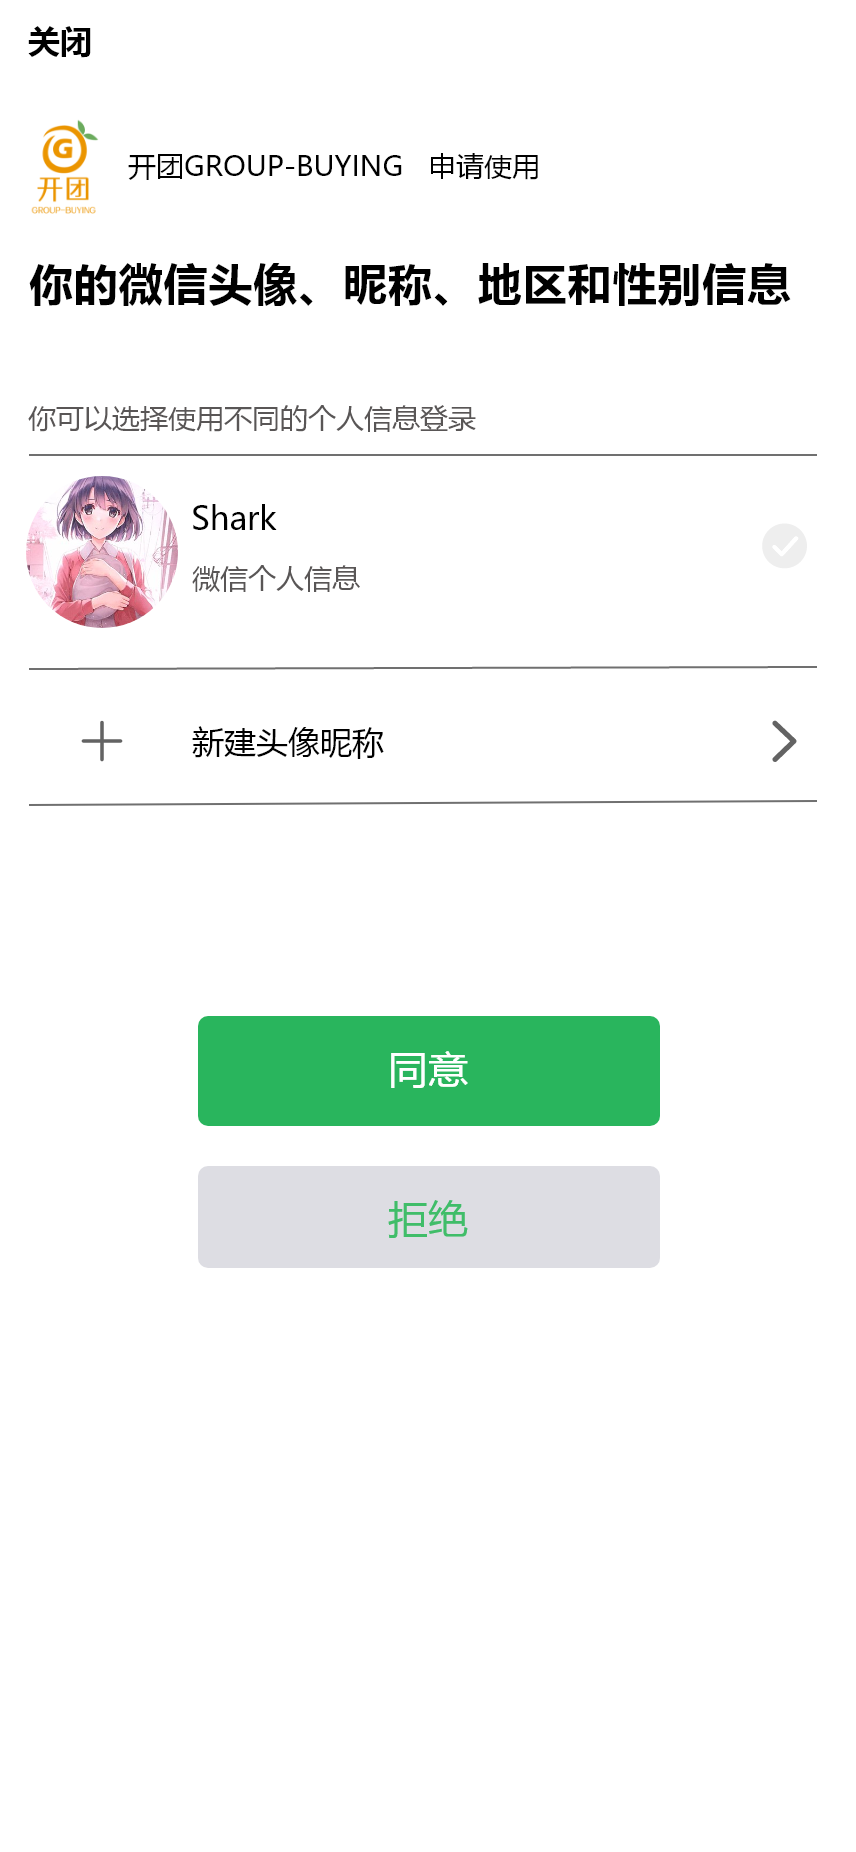 关闭
G
开团
GROUP-BUYING
开团GROUP-BUYING 申请使用
你的微信头像、昵称、地区和性别信息
你可以选择使用不同的个人信息登录
Shark
微信个人信息
新建头像昵称
同意
拒绝